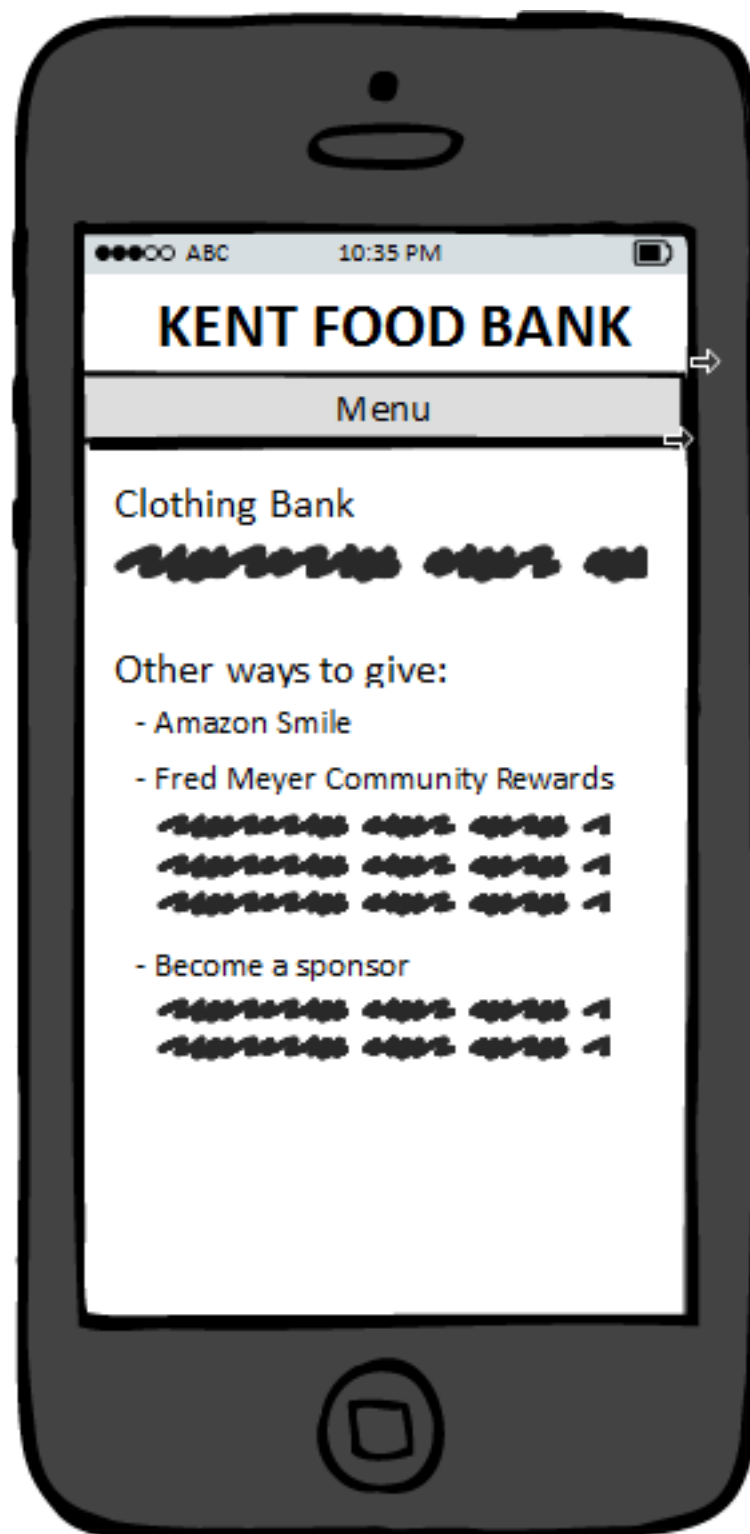 ABC 10:35 PM
KENT FOOD BANK
Menu
Clothing Bank
Other ways to give:
- Amazon Smile
- Fred Meyer Community Rewards
- Become a sponsor